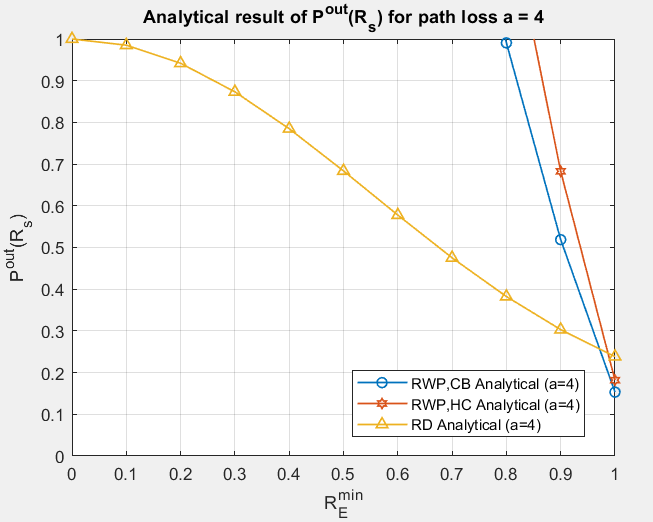 Analytical result of P^out(R_s) for path loss a = 4
P^out(R_s)
1
0.9
0.8
0.7
0.6
0.5
0.4
0.3
0.2
0.1
0
RWP,CB Analytical (a=4)
RWP,HC Analytical (a=4)
RD Analytical (a=4)
0 0.1 0.2 0.3 0.4 0.5 0.6 0.7 0.8 0.9 1
R_E^min